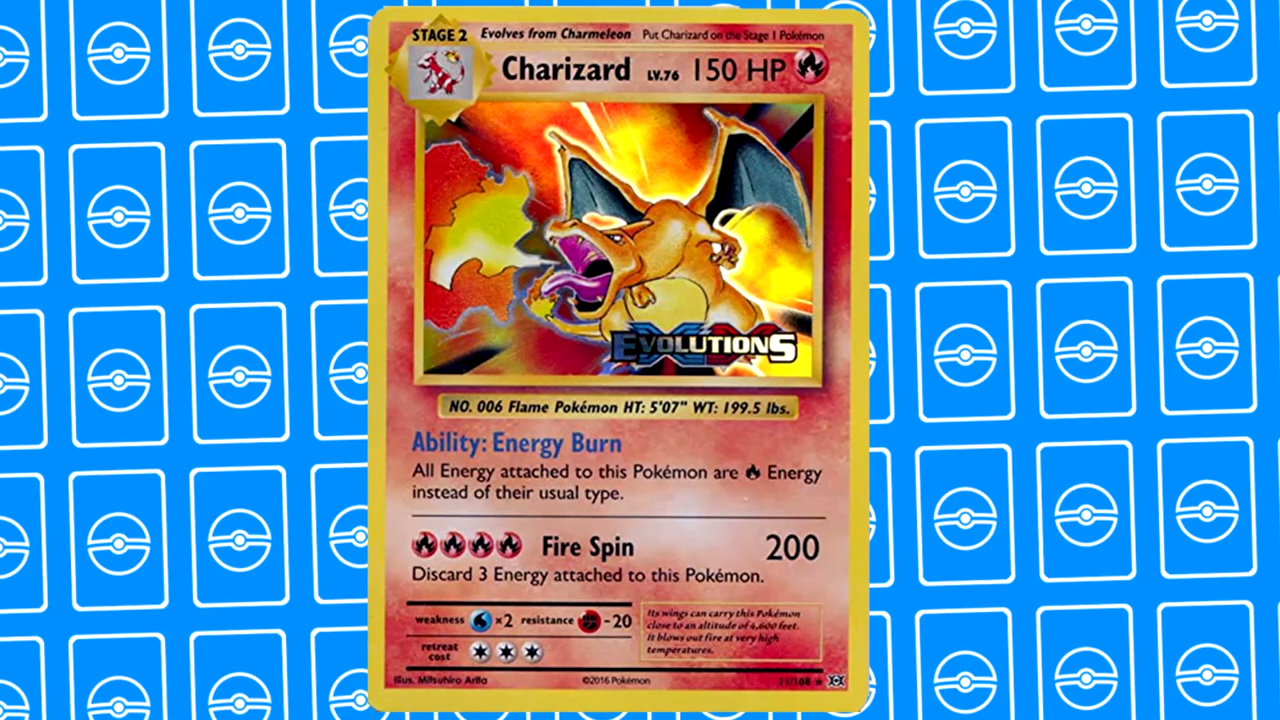 STAGE 2 Evolves from Charmeleon Put Charizard on the Stage 1 Pokémon
Charizard LV.76 150 HP
EVOLUTIONS
NO. 006 Flame Pokémon HT: 5'07" WT: 199.5 lbs.
Ability: Energy Burn
All Energy attached to this Pokémon are Energy
instead of their usual type.
Fire Spin 200
Discard 3 Energy attached to this Pokémon.
weakness ×2 resistance -20
retreat
cost
Its wings can carry this Pokémon
close to an altitude of 4,600 feet.
It blows out fire at very high
temperatures.
Illus. Mitsuhiro Arita ©2016 Pokémon 11/108